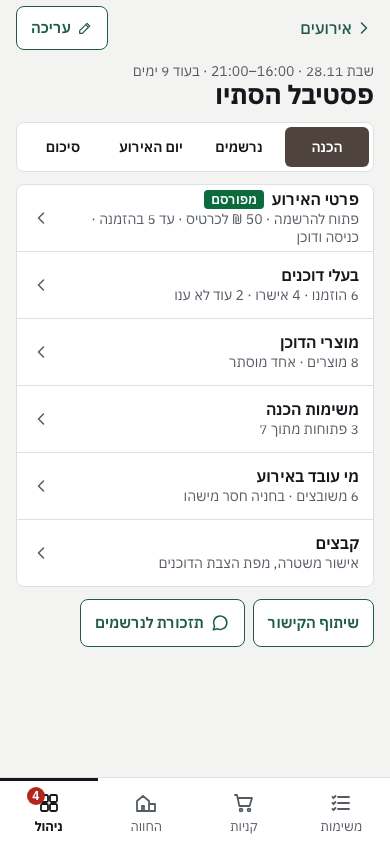 אירועים
עריכה
שבת 28.11 · 16:00–21:00 · בעוד 9 ימים
פסטיבל הסתיו
הכנה
נרשמים
יום האירוע
סיכום
פרטי האירוע מפורסם
פתוח להרשמה · 50 ₪ לכרטיס · עד 5 בהזמנה ·
כניסה ודוכן
בעלי דוכנים
6 הוזמנו · 4 אישרו · 2 עוד לא ענו
מוצרי הדוכן
8 מוצרים · אחד מוסתר
משימות הכנה
3 פתוחות מתוך 7
מי עובד באירוע
6 משובצים · בחניה חסר מישהו
קבצים
אישור משטרה, מפת הצבת הדוכנים
שיתוף הקישור
תזכורת לנרשמים
משימות
קניות
החווה
ניהול
4